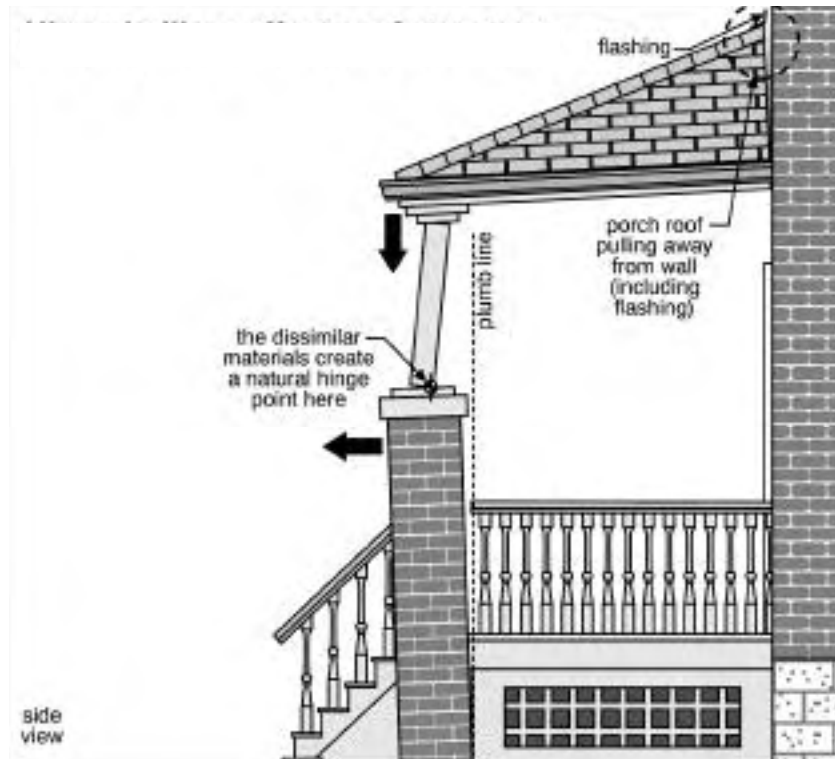 flashing
porch roof
pulling away
from wall
(including
flashing)
plumb line
the dissimilar
materials create
a natural hinge
point here
side
view